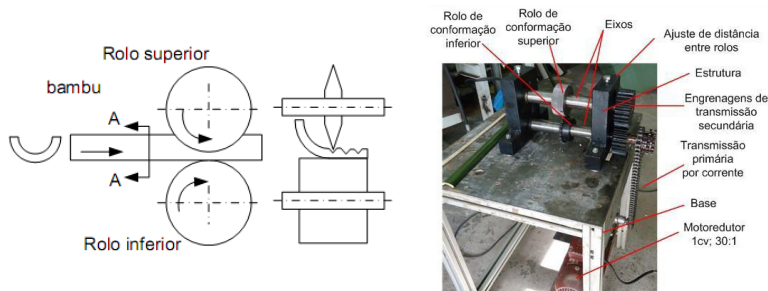 Rolo superior
bambu
A
A
Rolo inferior
Rolo de
conformação
inferior
Rolo de
conformação
superior
Eixos
Ajuste de distância
entre rolos
Estrutura
Engrenagens de
transmissão
secundária
Transmissão
primária
por corrente
Base
Motoredutor
1cv; 30:1